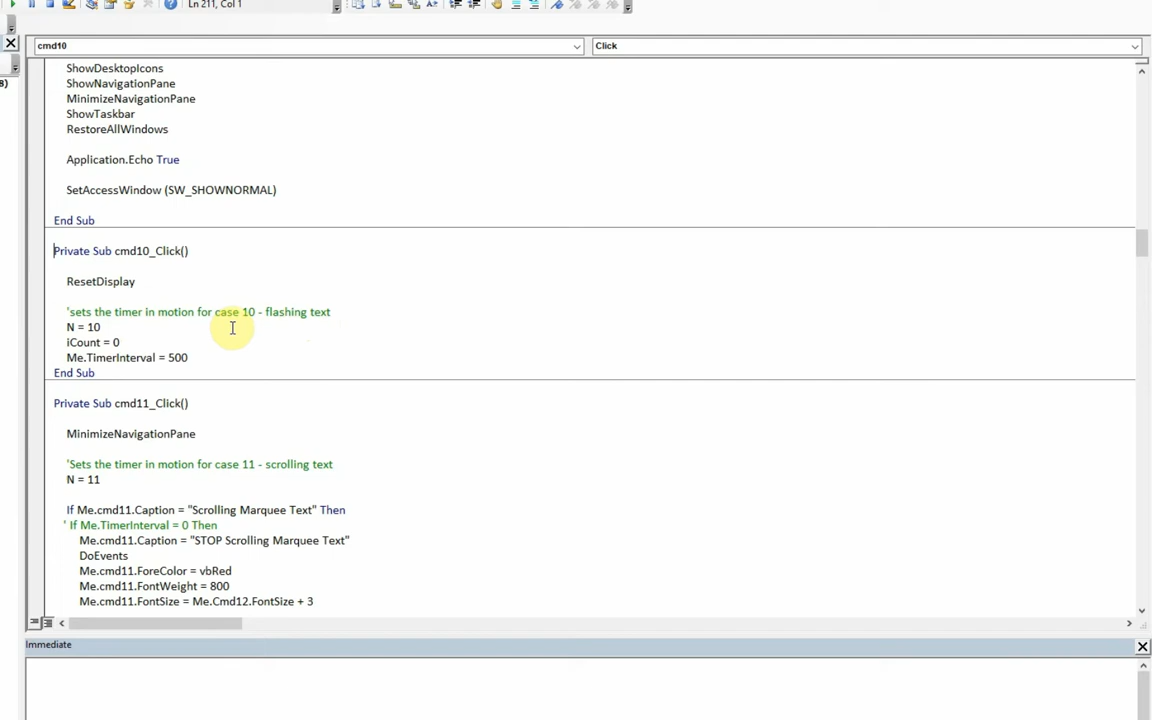 Ln 211, Col 1
8)
cmd10
Click
ShowDesktopIcons
ShowNavigationPane
MinimizeNavigationPane
ShowTaskbar
RestoreAllWindows
Application.Echo True
SetAccessWindow (SW_SHOWNORMAL)
End Sub
Private Sub cmd10_Click()
ResetDisplay
'sets the timer in motion for case 10 - flashing text
N = 10
iCount = 0
Me.TimerInterval = 500
End Sub
Private Sub cmd11_Click()
MinimizeNavigationPane
'Sets the timer in motion for case 11 - scrolling text
N = 11
If Me.cmd11.Caption = "Scrolling Marquee Text" Then
' If Me.TimerInterval = 0 Then
Me.cmd11.Caption = "STOP Scrolling Marquee Text"
DoEvents
Me.cmd11.ForeColor = vbRed
Me.cmd11.FontWeight = 800
Me.cmd11.FontSize = Me.Cmd12.FontSize + 3
Immediate